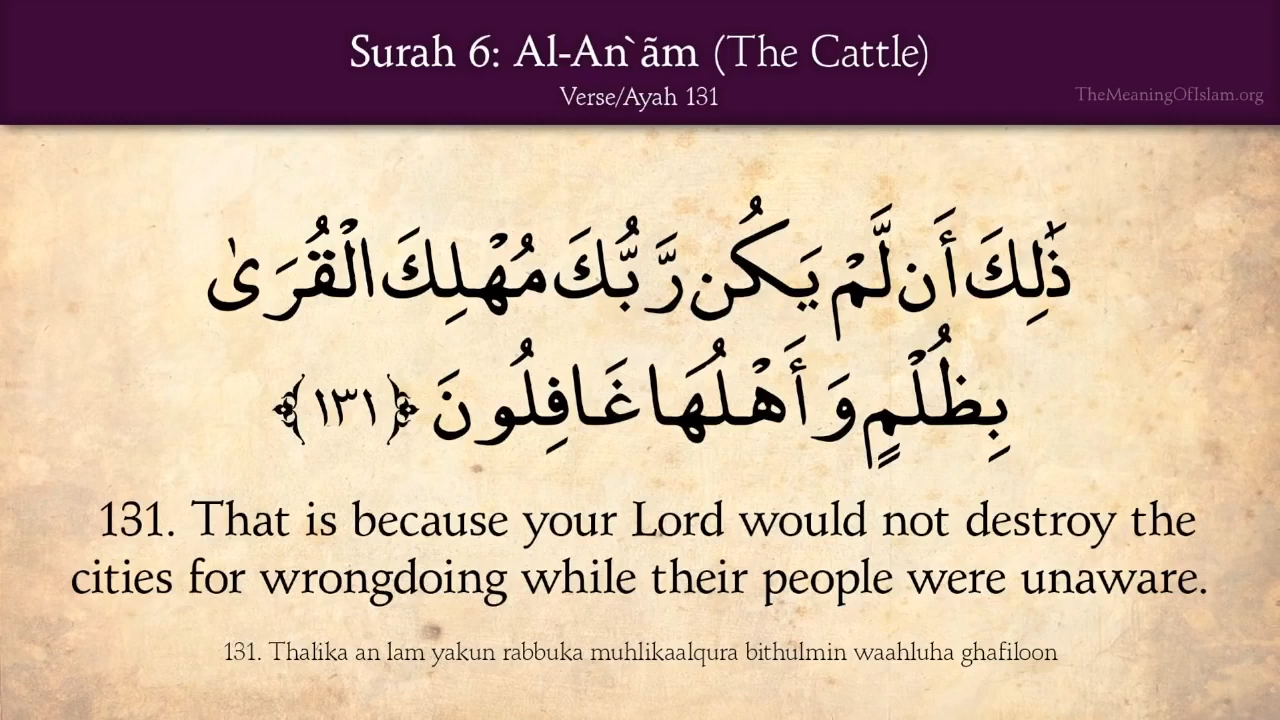 Surah 6: Al-An`ãm (The Cattle)
Verse/Ayah 131
TheMeaningOfIslam.org
ذَٰلِكَ أَن لَّمْ يَكُن رَّبُّكَ مُهْلِكَ الْقُرَىٰ
بِظُلْمٍ وَأَهْلُهَا غَافِلُونَ ﴿١٣١﴾
131. That is because your Lord would not destroy the
cities for wrongdoing while their people were unaware.
131. Thalika an lam yakun rabbuka muhlikaalqura bithulmin waahluha ghafiloon